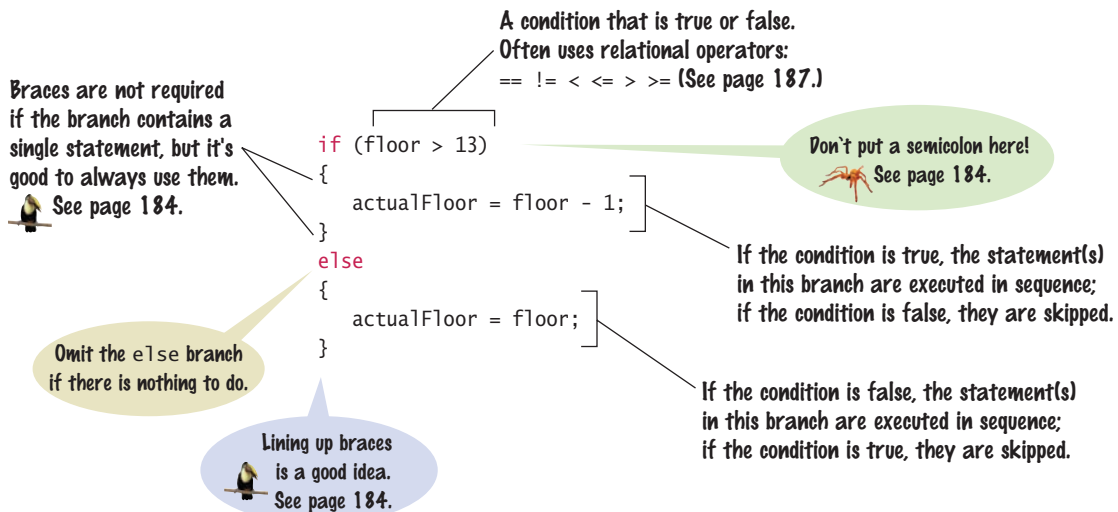 A condition that is true or false.
Often uses relational operators:
== != < <= > >= (See page 187.)
Braces are not required
if the branch contains a
single statement, but it's
good to always use them.
See page 184.
if (floor > 13)
{
actualFloor = floor - 1;
}
else
{
actualFloor = floor;
}
Don't put a semicolon here!
See page 184.
If the condition is true, the statement(s)
in this branch are executed in sequence;
if the condition is false, they are skipped.
Omit the else branch
if there is nothing to do.
If the condition is false, the statement(s)
in this branch are executed in sequence;
if the condition is true, they are skipped.
Lining up braces
is a good idea.
See page 184.